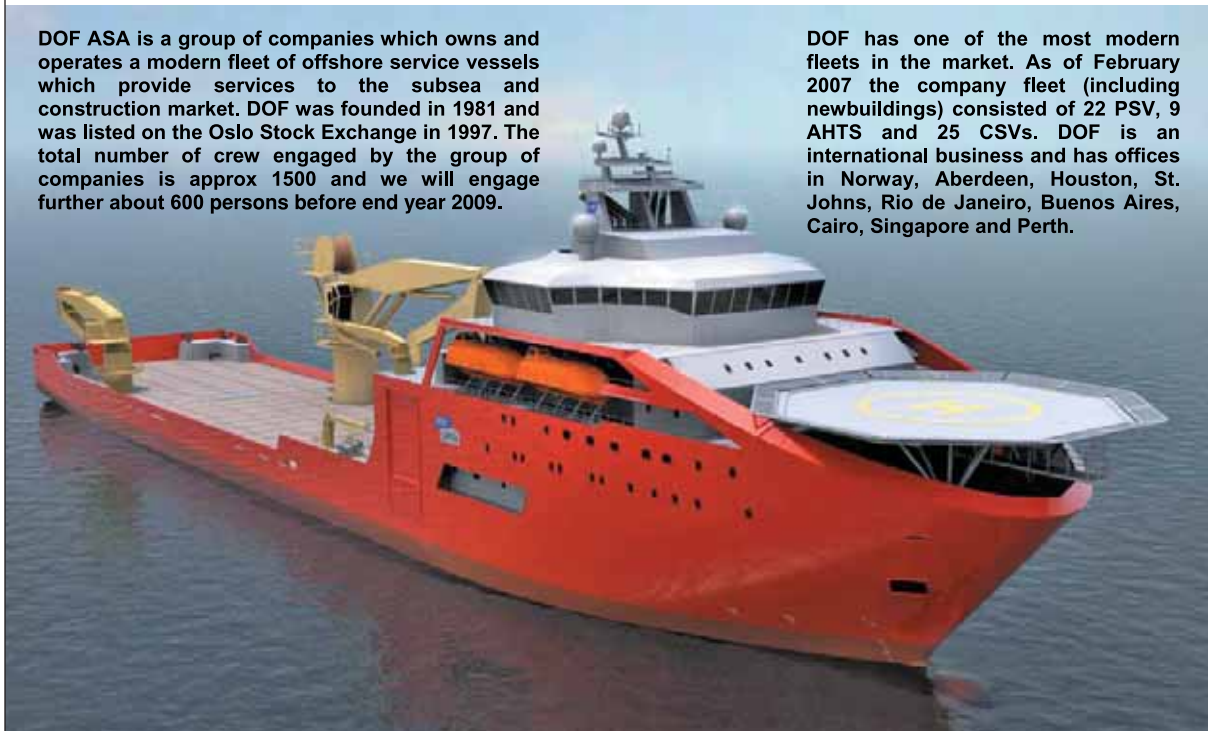 DOF ASA is a group of companies which owns and
operates a modern fleet of offshore service vessels
which provide services to the subsea and
construction market. DOF was founded in 1981 and
was listed on the Oslo Stock Exchange in 1997. The
total number of crew engaged by the group of
companies is approx 1500 and we will engage
further about 600 persons before end year 2009.
DOF has one of the most modern
fleets in the market. As of February
2007 the company fleet (including
newbuildings) consisted of 22 PSV, 9
AHTS and 25 CSVs. DOF is an
international business and has offices
in Norway, Aberdeen, Houston, St.
Johns, Rio de Janeiro, Buenos Aires,
Cairo, Singapore and Perth.